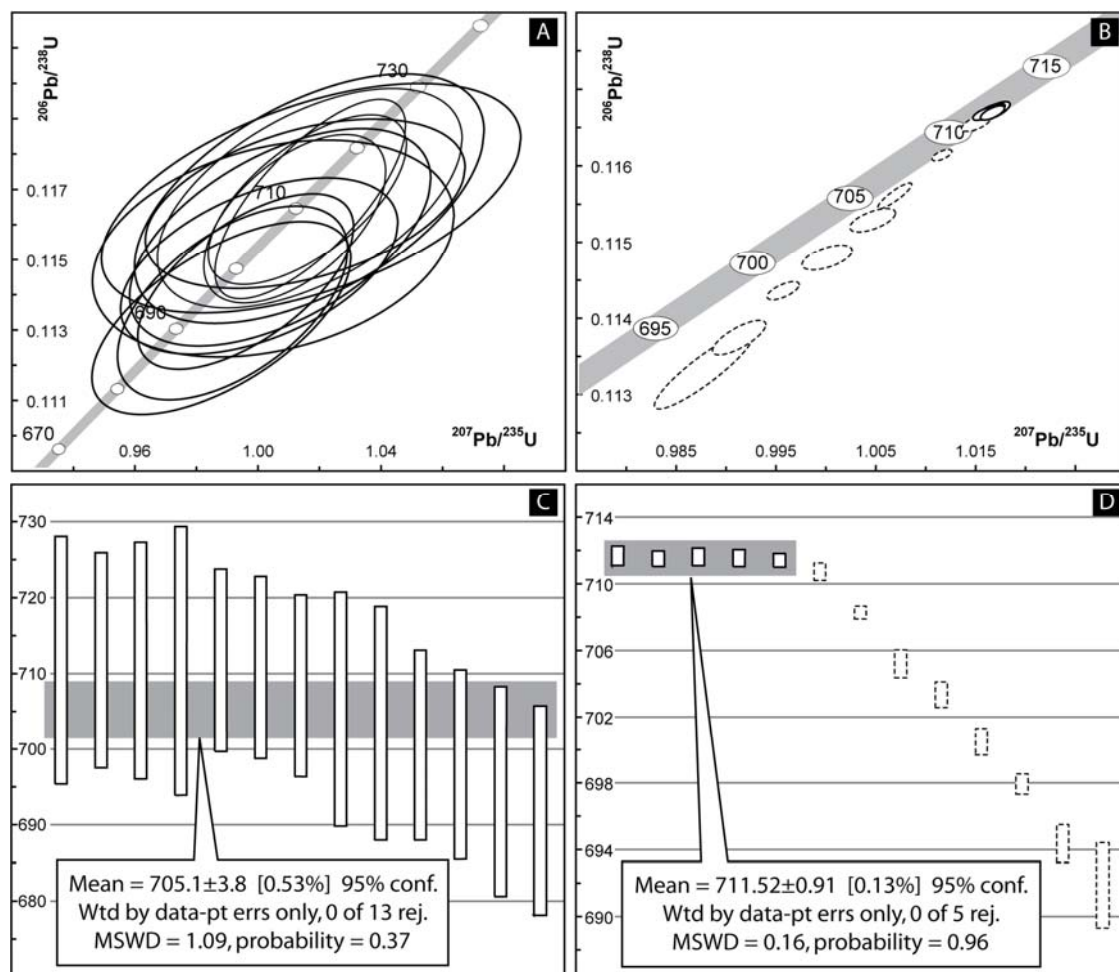 A
²⁰⁶Pb/²³⁸U
730
0.117
710
0.115
690
0.113
0.111
670
²⁰⁷Pb/²³⁵U
0.96
1.00
1.04
B
²⁰⁶Pb/²³⁸U
715
710
0.116
705
0.115
700
0.114
695
0.113
²⁰⁷Pb/²³⁵U
0.985
0.995
1.005
1.015
C
730
720
710
700
690
680
Mean = 705.1±3.8 [0.53%] 95% conf.
Wtd by data-pt errs only, 0 of 13 rej.
MSWD = 1.09, probability = 0.37
D
714
710
706
702
698
694
690
Mean = 711.52±0.91 [0.13%] 95% conf.
Wtd by data-pt errs only, 0 of 5 rej.
MSWD = 0.16, probability = 0.96